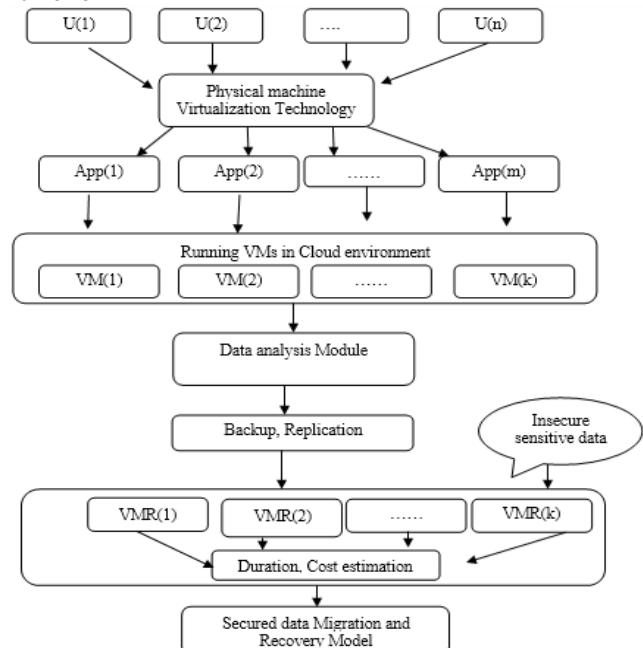 U(1)
U(2)
....
U(n)
Physical machine
Virtualization Technology
App(1)
App(2)
......
App(m)
Running VMs in Cloud environment
VM(1)
VM(2)
......
VM(k)
Data analysis Module
Backup, Replication
Insecure
sensitive data
VMR(1)
VMR(2)
......
VMR(k)
Duration, Cost estimation
Secured data Migration and
Recovery Model